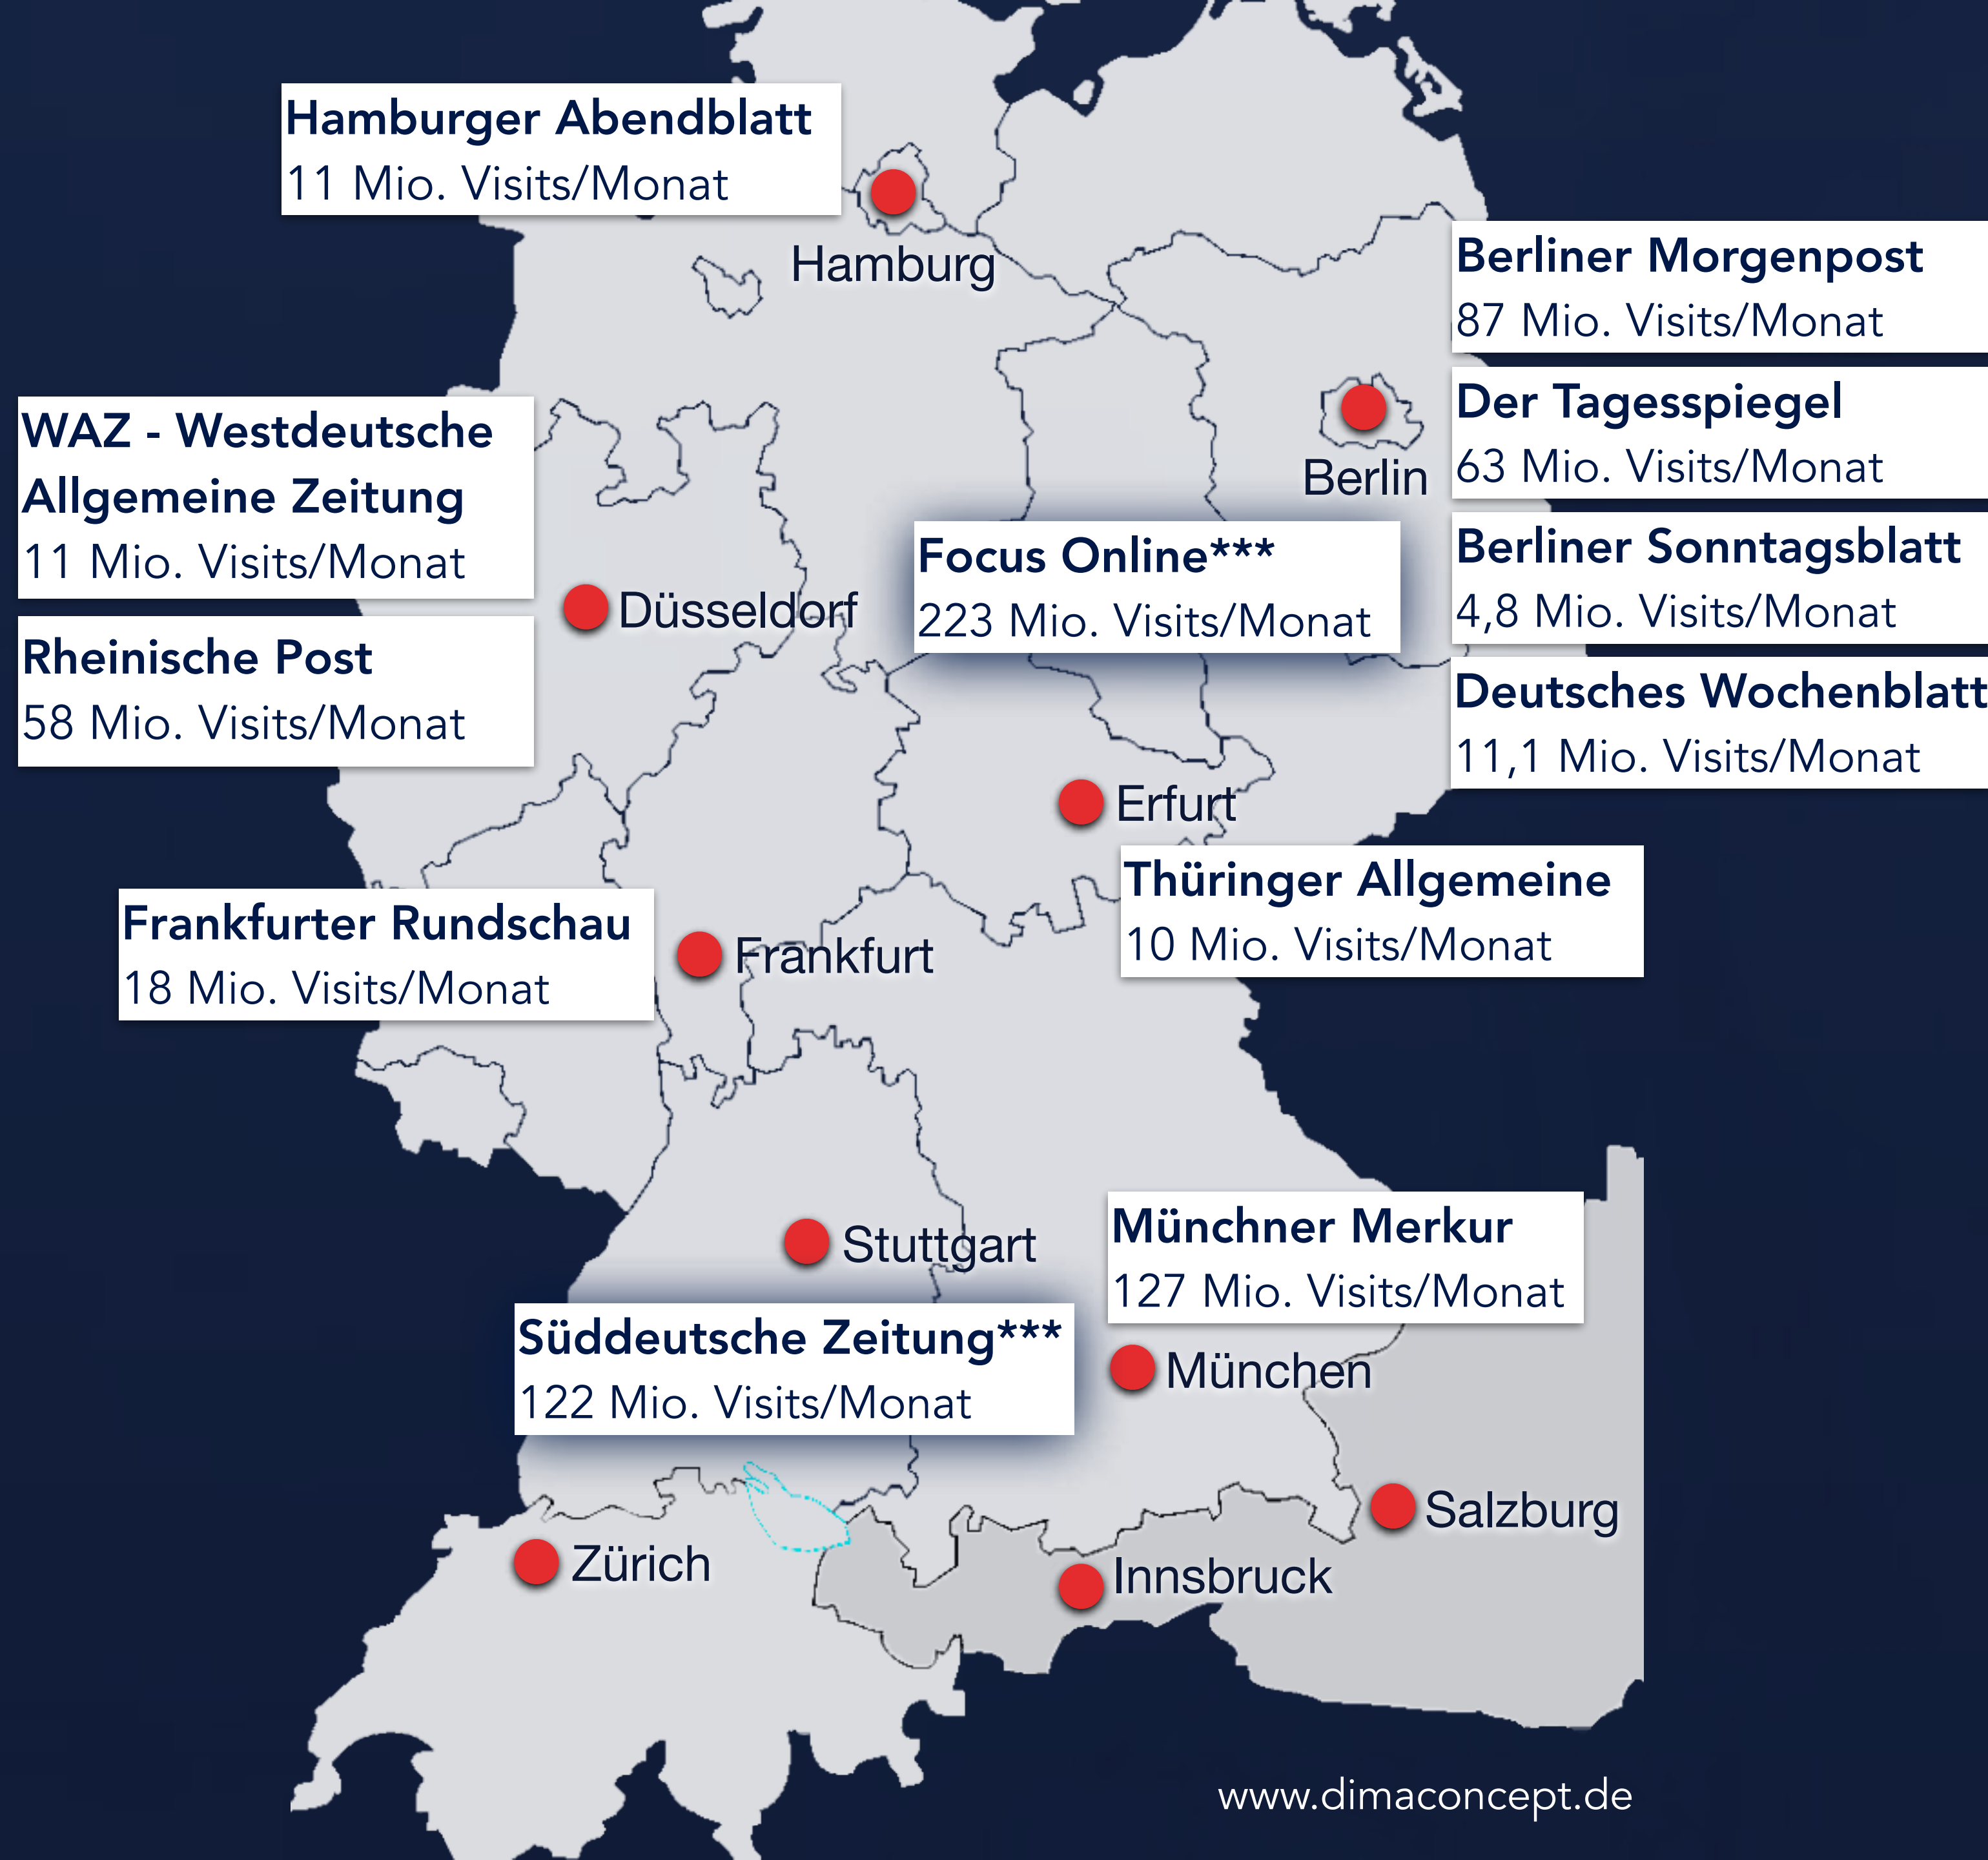 Hamburger Abendblatt
11 Mio. Visits/Monat
Hamburg
Berliner Morgenpost
87 Mio. Visits/Monat
Der Tagesspiegel
63 Mio. Visits/Monat
Berlin
Berliner Sonntagsblatt
4,8 Mio. Visits/Monat
Deutsches Wochenblatt
11,1 Mio. Visits/Monat
WAZ - Westdeutsche
Allgemeine Zeitung
11 Mio. Visits/Monat
Düsseldorf
Rheinische Post
58 Mio. Visits/Monat
Focus Online***
223 Mio. Visits/Monat
Erfurt
Thüringer Allgemeine
10 Mio. Visits/Monat
Frankfurter Rundschau
18 Mio. Visits/Monat
Frankfurt
Stuttgart
Süddeutsche Zeitung***
122 Mio. Visits/Monat
Münchner Merkur
127 Mio. Visits/Monat
München
Salzburg
Zürich
Innsbruck
www.dimaconcept.de